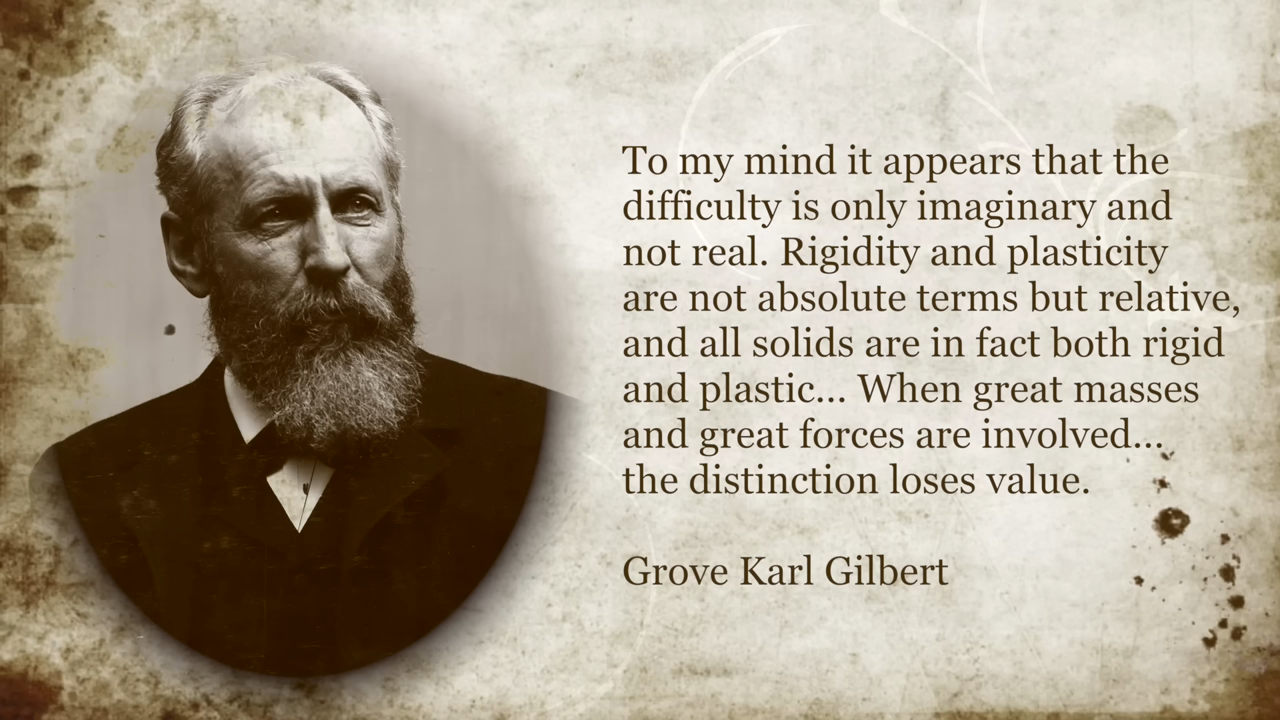 To my mind it appears that the
difficulty is only imaginary and
not real. Rigidity and plasticity
are not absolute terms but relative,
and all solids are in fact both rigid
and plastic... When great masses
and great forces are involved...
the distinction loses value.
Grove Karl Gilbert